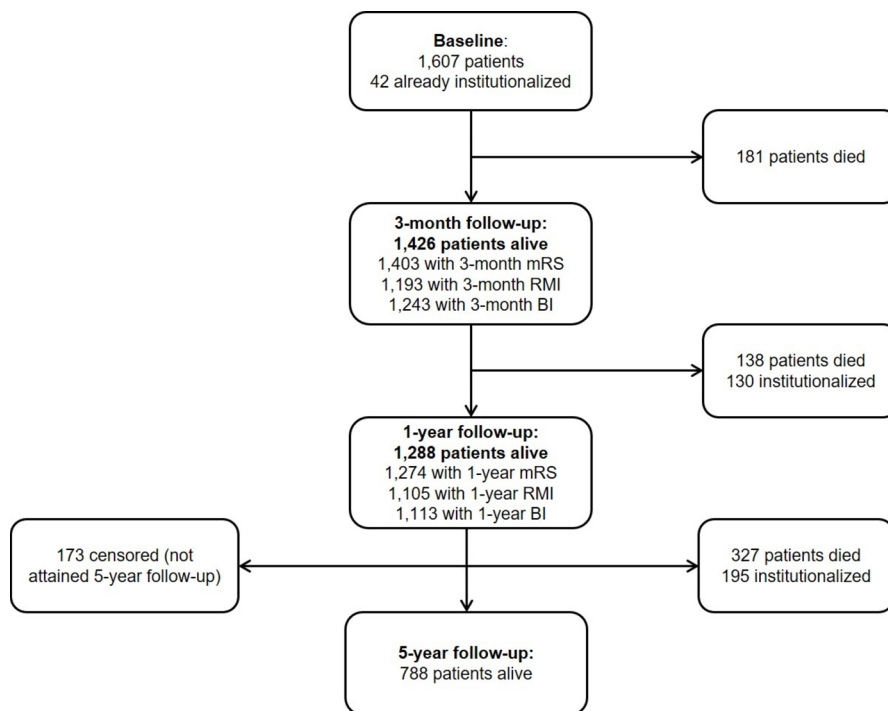 Baseline:
1,607 patients
42 already institutionalized
181 patients died
3-month follow-up:
1,426 patients alive
1,403 with 3-month mRS
1,193 with 3-month RMI
1,243 with 3-month BI
138 patients died
130 institutionalized
1-year follow-up:
1,288 patients alive
1,274 with 1-year mRS
1,105 with 1-year RMI
1,113 with 1-year BI
173 censored (not
attained 5-year follow-up)
327 patients died
195 institutionalized
5-year follow-up:
788 patients alive